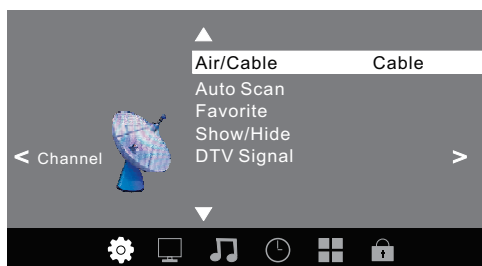 Air/Cable Cable
Auto Scan
Favorite
Show/Hide
< Channel DTV Signal >